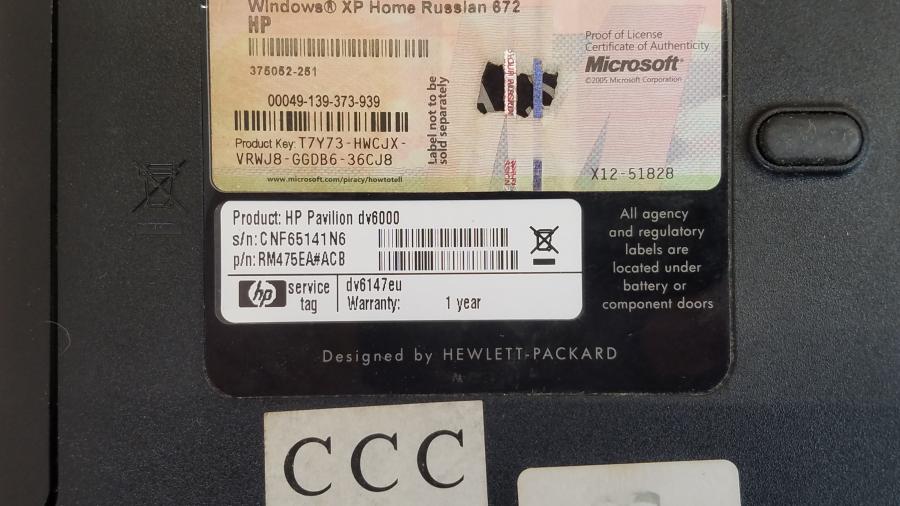 Windows® XP Home Russian 672
HP
375052-251
00049-139-373-939
Product Key: T7Y73-HWCJX-
VRWJ8-GGDB6-36CJ8
www.microsoft.com/piracy/howtotell
Label not to be
sold separately
Proof of License
Certificate of Authenticity
Microsoft®
©2005 Microsoft Corporation
X12-51828
Product: HP Pavilion dv6000
s/n: CNF65141N6
p/n: RM475EA#ACB
hp service
tag
dv6147eu
Warranty: 1 year
All agency
and regulatory
labels are
located under
battery or
component doors
Designed by HEWLETT-PACKARD
CCC